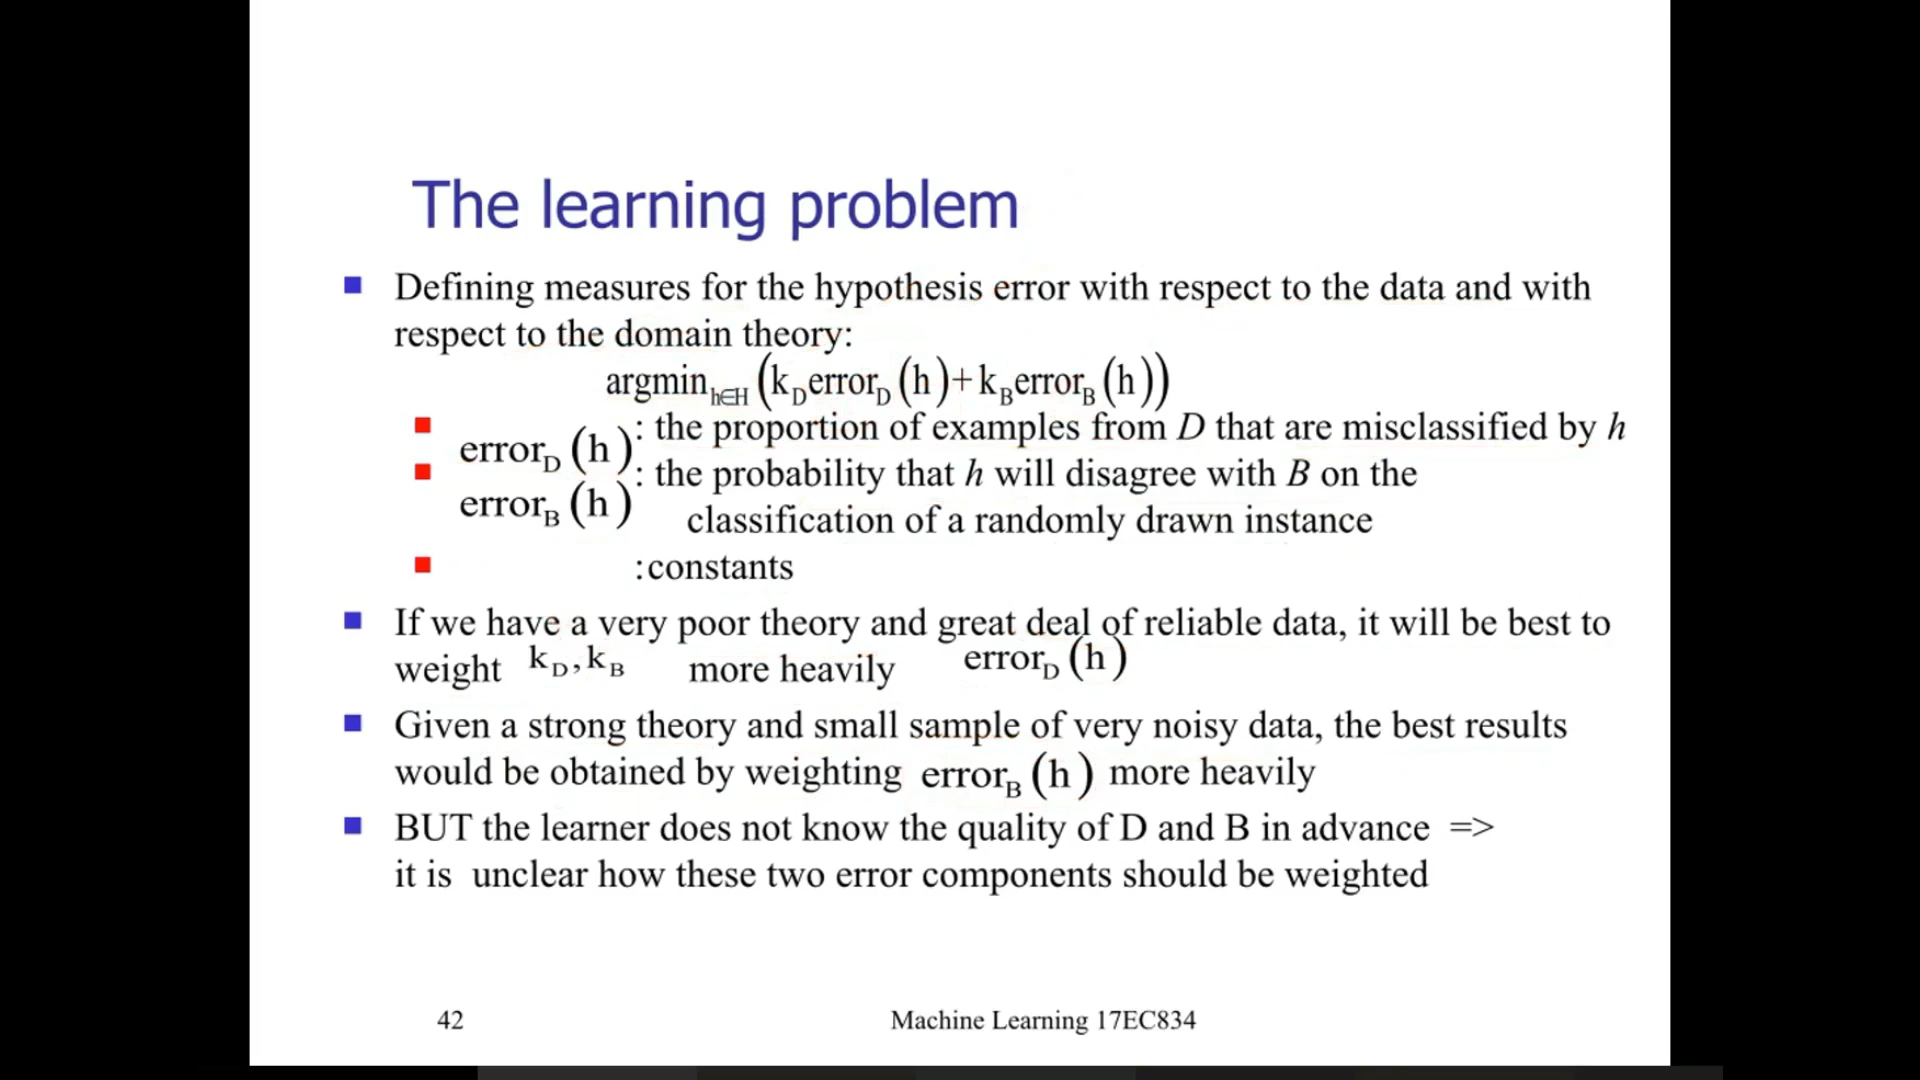 The learning problem
Defining measures for the hypothesis error with respect to the data and with
respect to the domain theory:
argmin h∈H (k_D error_D (h) + k_B error_B (h))
error_D (h) : the proportion of examples from D that are misclassified by h
error_B (h) : the probability that h will disagree with B on the
classification of a randomly drawn instance
:constants
If we have a very poor theory and great deal of reliable data, it will be best to
weight k_D, k_B more heavily error_D (h)
Given a strong theory and small sample of very noisy data, the best results
would be obtained by weighting error_B (h) more heavily
BUT the learner does not know the quality of D and B in advance =>
it is unclear how these two error components should be weighted
42 Machine Learning 17EC834